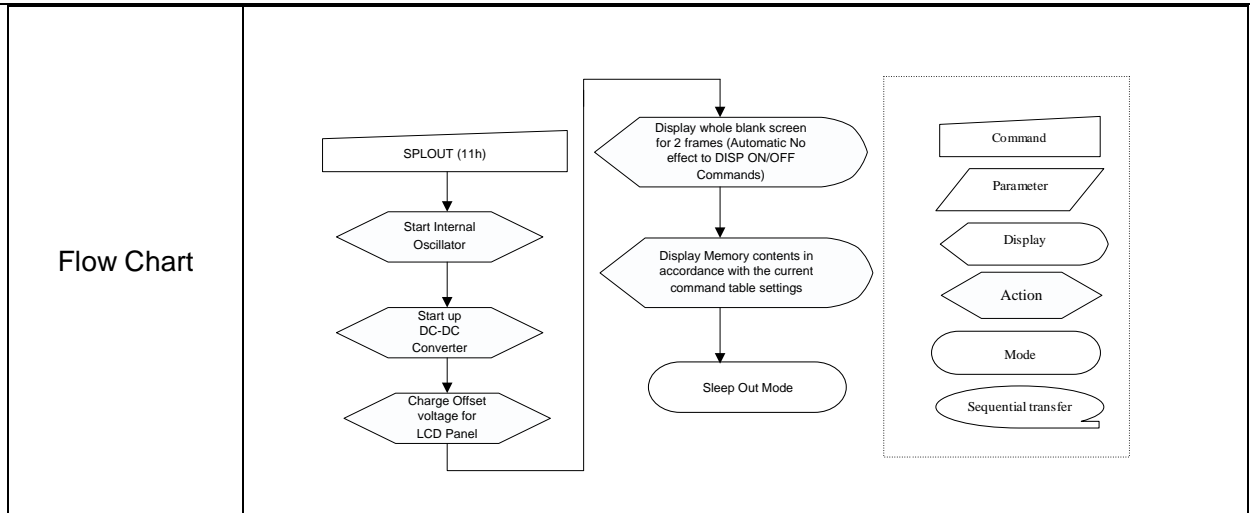 Flow Chart
SPLOUT (11h)
Start Internal
Oscillator
Start up
DC-DC
Converter
Charge Offset
voltage for
LCD Panel
Display whole blank screen
for 2 frames (Automatic No
effect to DISP ON/OFF
Commands)
Display Memory contents in
accordance with the current
command table settings
Sleep Out Mode
Command
Parameter
Display
Action
Mode
Sequential transfer